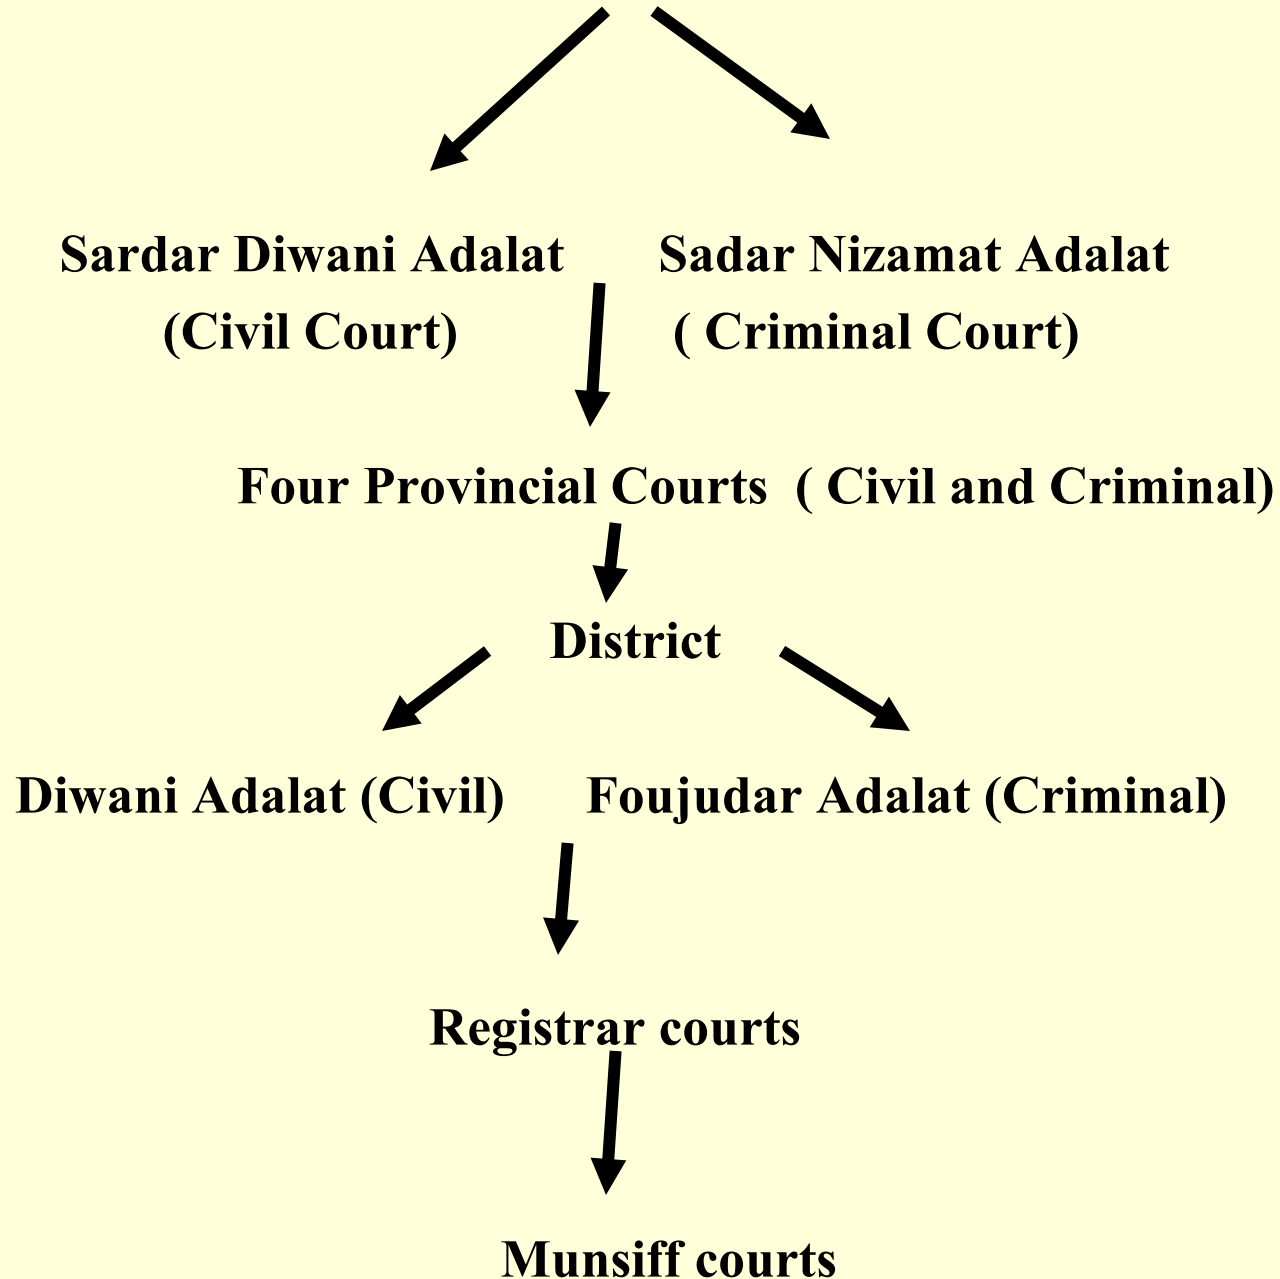 Sardar Diwani Adalat Sadar Nizamat Adalat
(Civil Court) ( Criminal Court)
Four Provincial Courts ( Civil and Criminal)
District
Diwani Adalat (Civil) Foujudar Adalat (Criminal)
Registrar courts
Munsiff courts